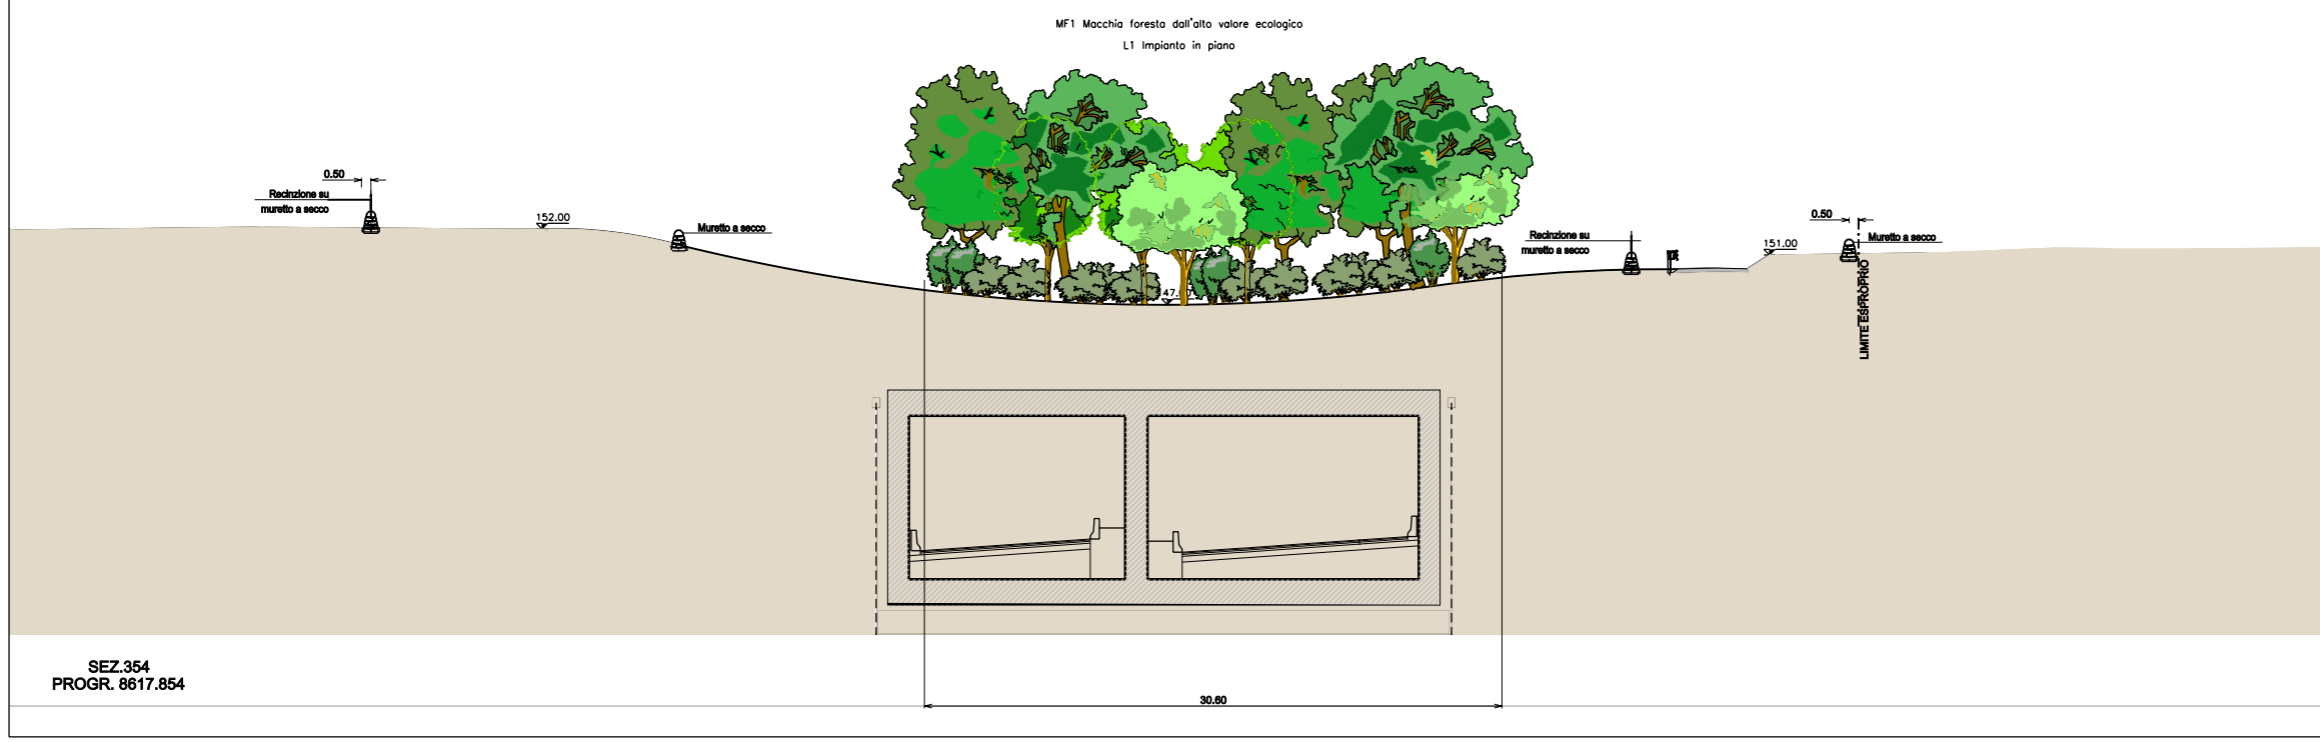 MF1 Macchia foresta dall'alto valore ecologico
L1 Impianto in piano
0.50
Recinzione su
muretto a secco
152.00
Muretto a secco
Recinzione su
muretto a secco
0.50
151.00
Muretto a secco
LIMITE ESPROPRIO
SEZ.354
PROGR. 8617.854
30.60